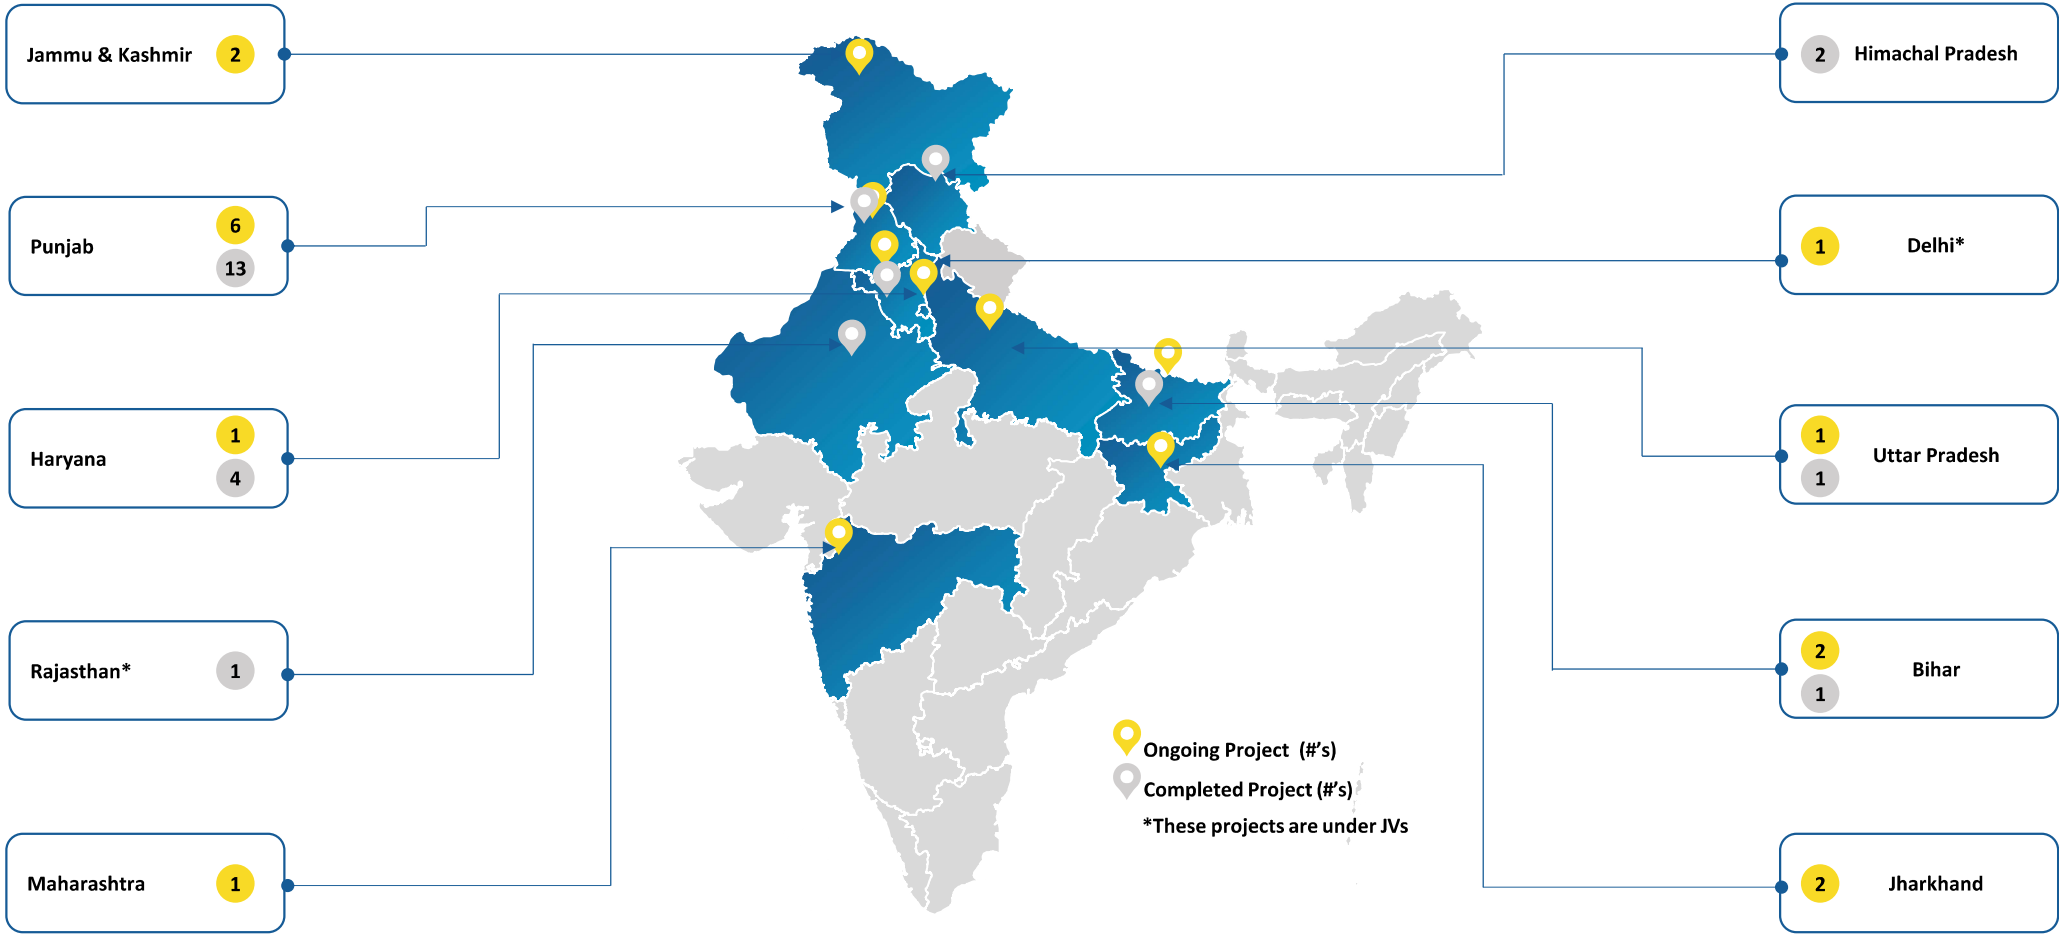 Jammu & Kashmir 2
2 Himachal Pradesh
Punjab
6
13
1 Delhi*
Haryana
1
4
1
1
Uttar Pradesh
Rajasthan* 1
2
1
Bihar
Ongoing Project (#'s)
Completed Project (#'s)
*These projects are under JVs
Maharashtra 1
2 Jharkhand